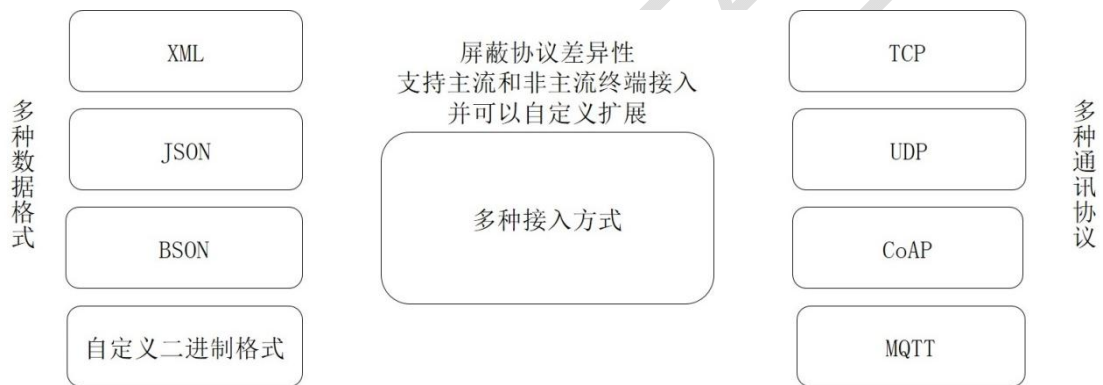 多种数据格式
XML
JSON
BSON
自定义二进制格式
屏蔽协议差异性
支持主流和非主流终端接入
并可以自定义扩展
多种接入方式
TCP
UDP
CoAP
MQTT
多种通讯协议